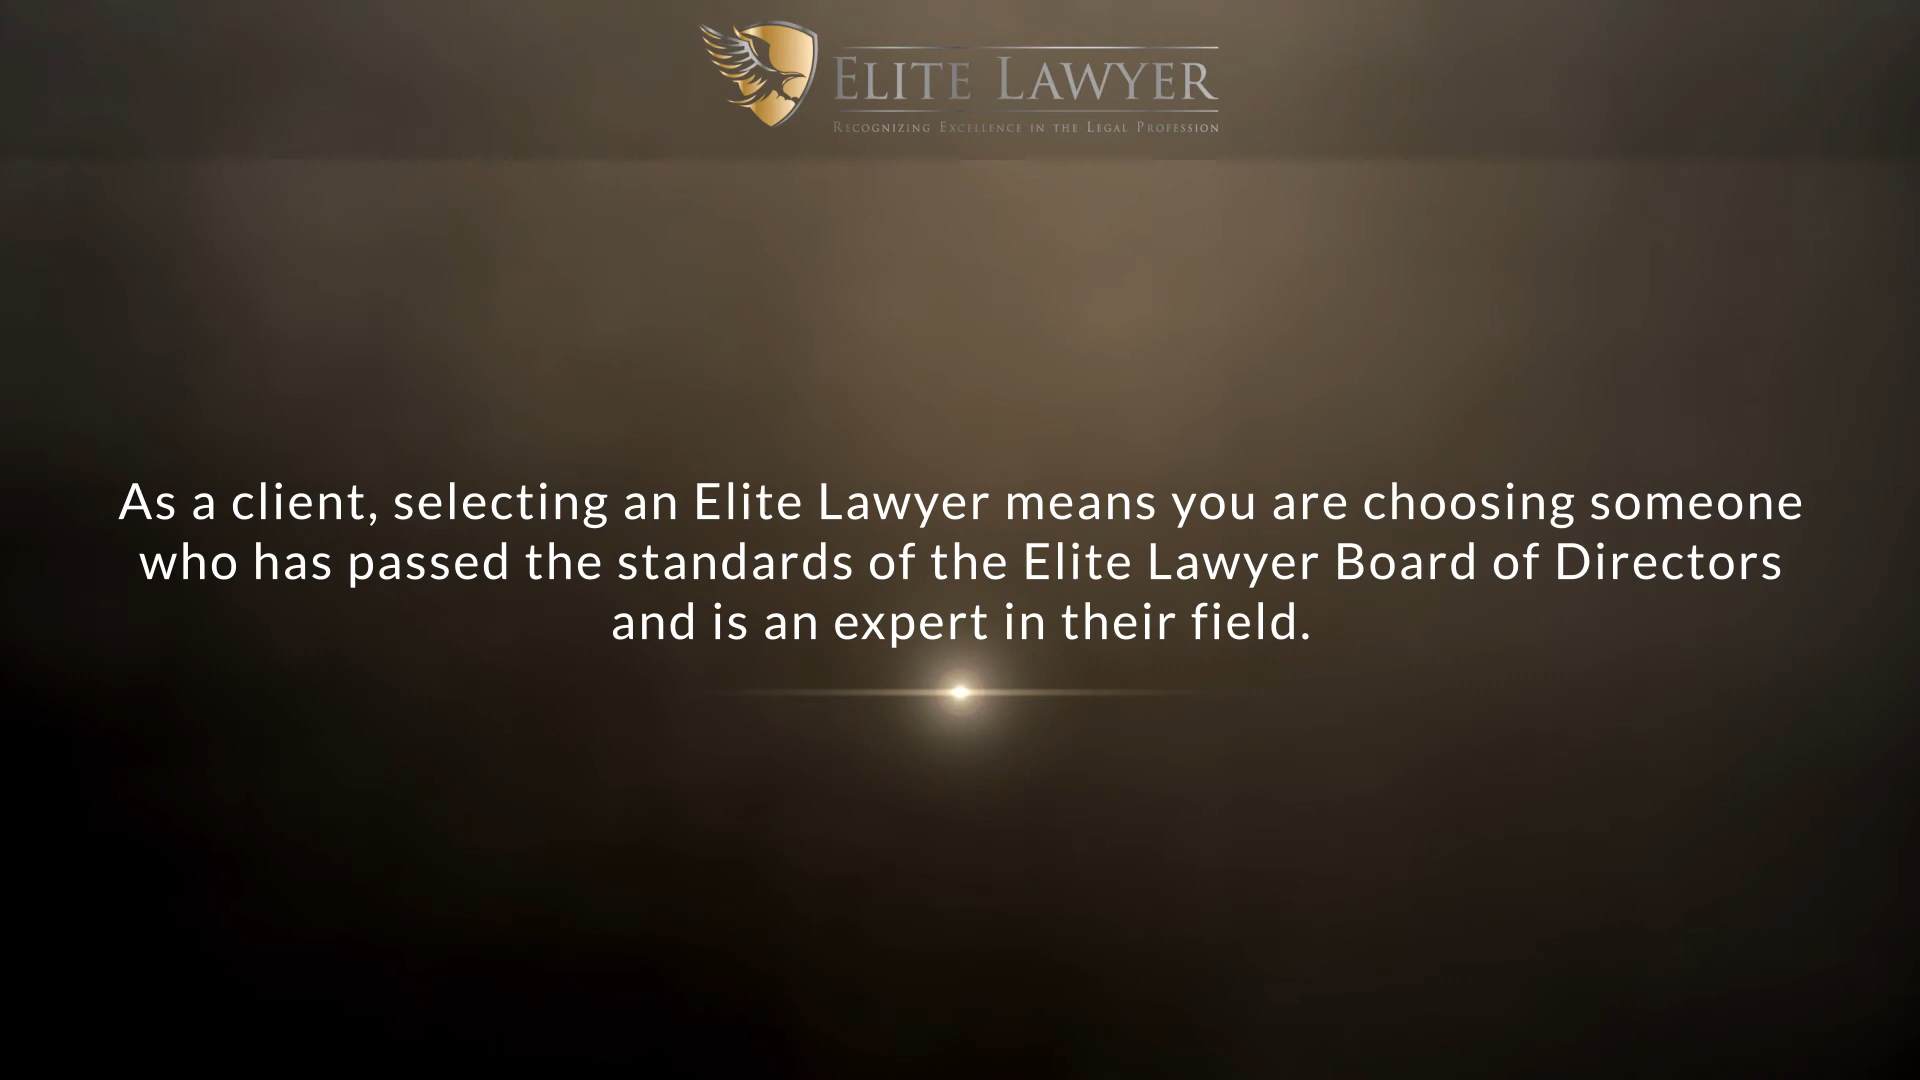 Elite Lawyer
Recognizing Excellence in the Legal Profession
As a client, selecting an Elite Lawyer means you are choosing someone
who has passed the standards of the Elite Lawyer Board of Directors
and is an expert in their field.